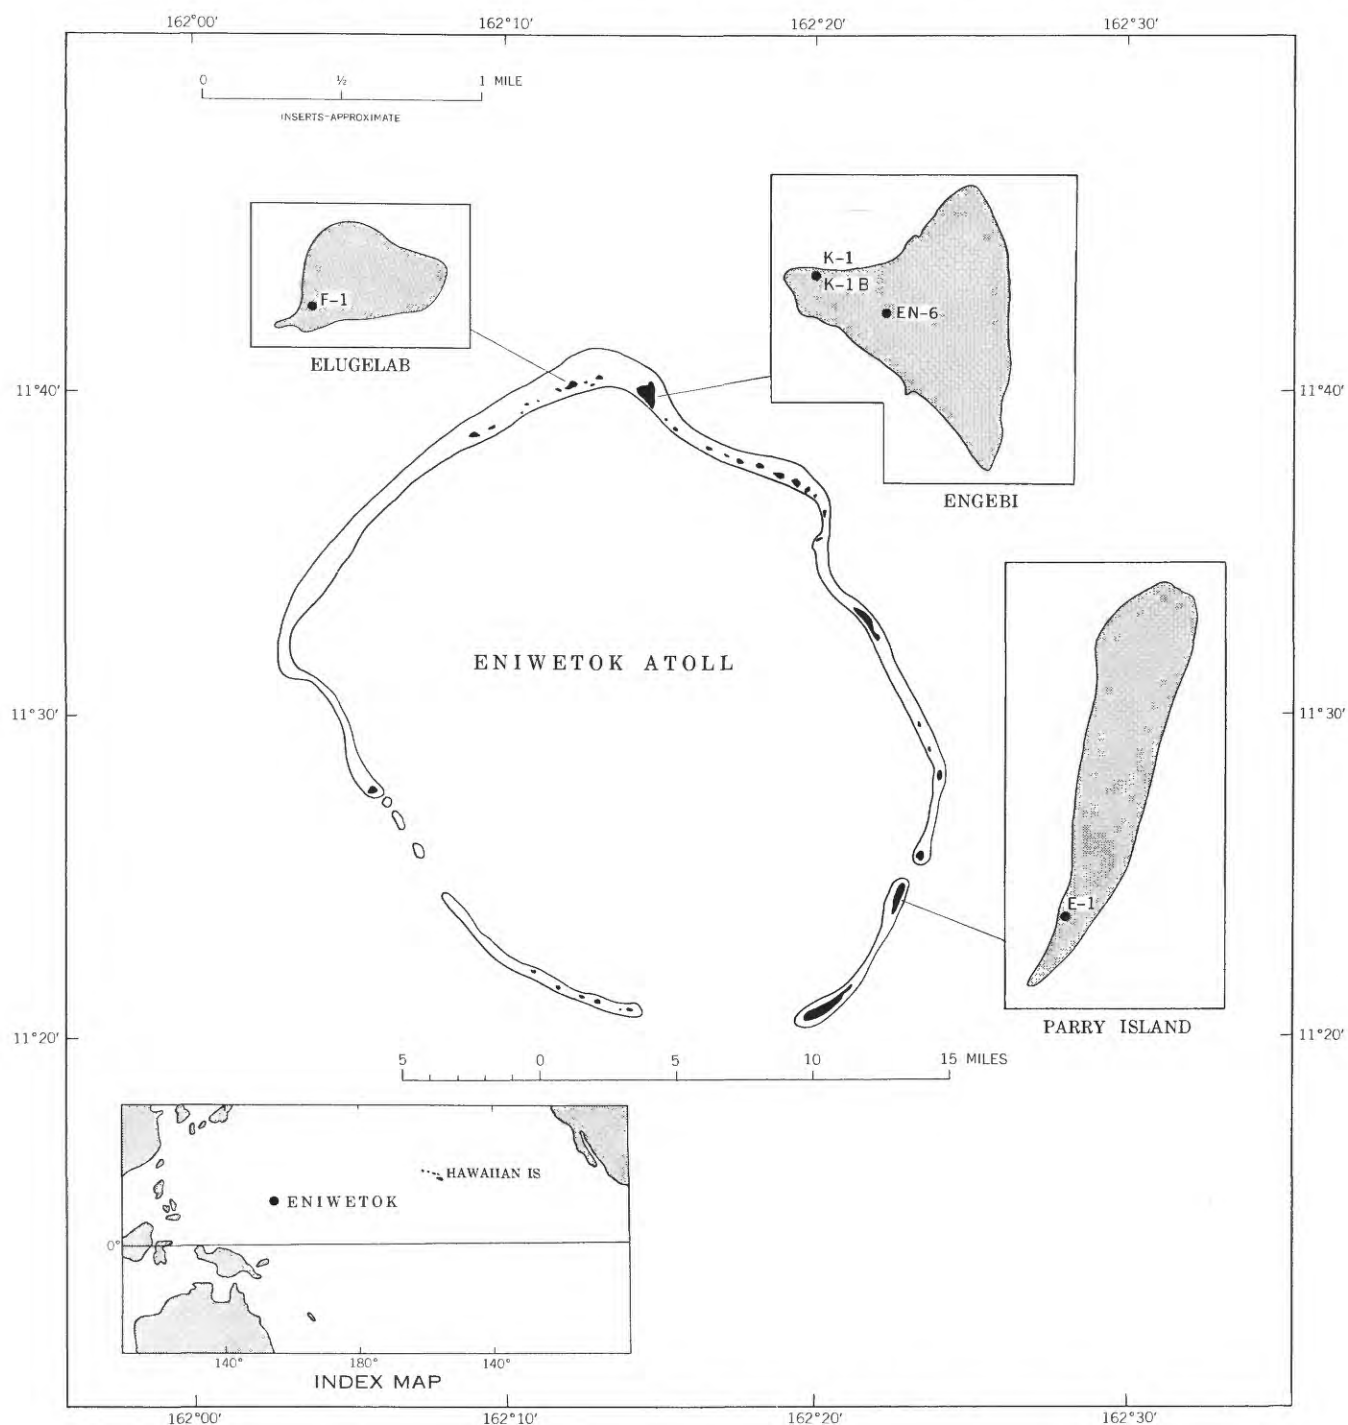 162°00′ 162°10′ 162°20′ 162°30′
0 ½ 1 MILE
INSERTS-APPROXIMATE
K-1
K-1B
F-1
EN-6
ELUGELAB
11°40′ 11°40′
ENGEBI
ENIWETOK ATOLL
11°30′ 11°30′
E-1
PARRY ISLAND
11°20′ 11°20′
5 0 5 10 15 MILES
HAWAIIAN IS
ENIWETOK
0°
140° 180° 140°
INDEX MAP
162°00′ 162°10′ 162°20′ 162°30′